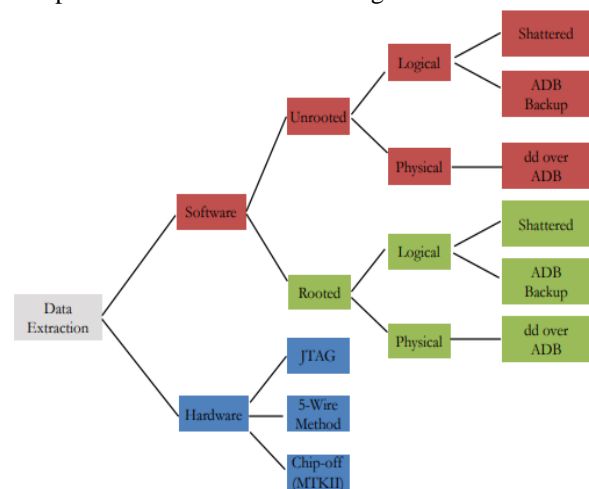 Shattered
Logical
ADB
Backup
Unrooted
Physical
dd over
ADB
Software
Shattered
Logical
ADB
Backup
Rooted
Physical
dd over
ADB
Data
Extraction
JTAG
Hardware
5-Wire
Method
Chip-off
(MTKII)